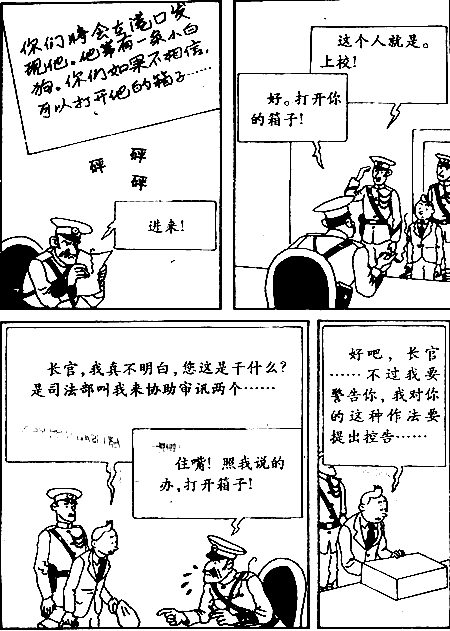 你们将会在港口发
现他。他带有一条小白
狗。你们如果不相信，
可以打开他的箱子……
砰
砰
砰
进来！
这个人就是。
上校！
好。打开你
的箱子！
长官，我真不明白，您这是干什么？
是司法部叫我来协助审讯两个……
住嘴！照我说的
办，打开箱子！
好吧，长官
……不过我要
警告你，我对你
的这种作法要
提出控告……